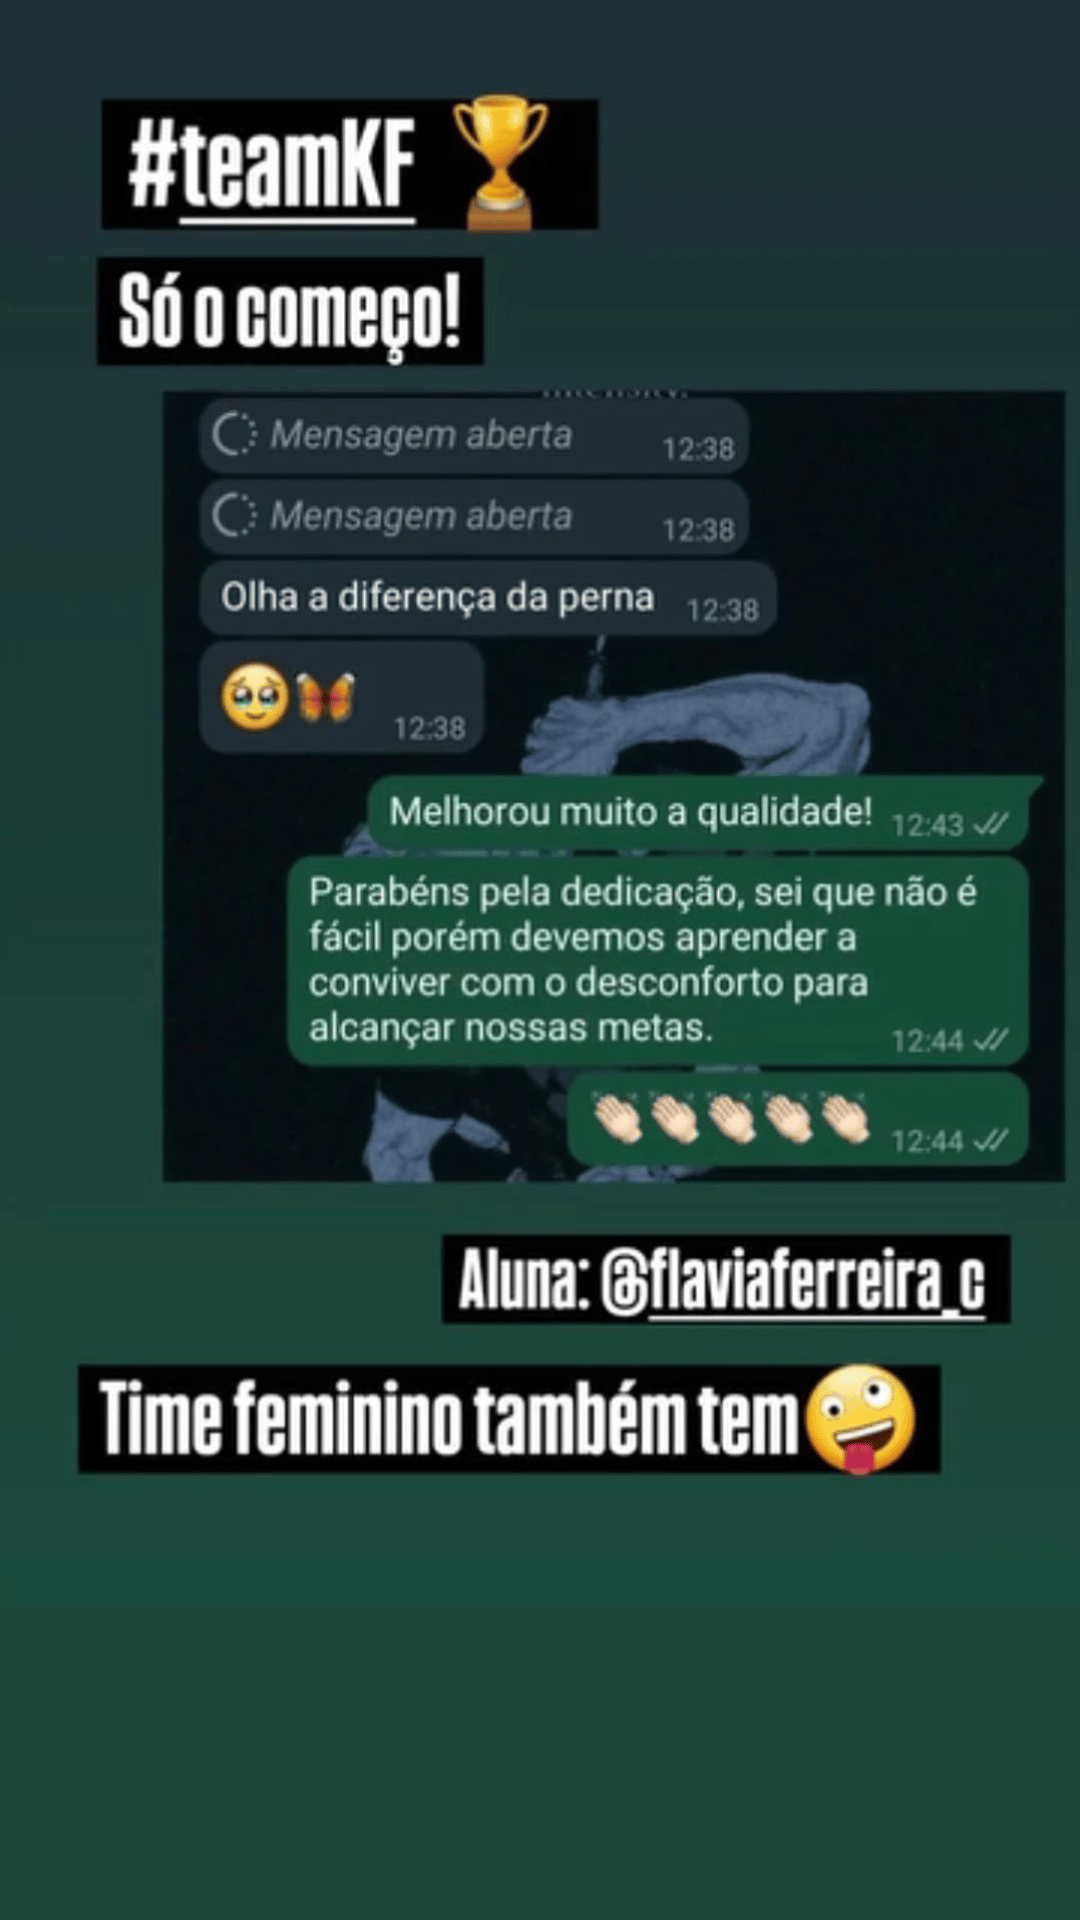 #teamKF 🏆
Só o começo!
Mensagem aberta 12:38
Mensagem aberta 12:38
Olha a diferença da perna 12:38
🥹🦋 12:38
Melhorou muito a qualidade! 12:43
Parabéns pela dedicação, sei que não é
fácil porém devemos aprender a
conviver com o desconforto para
alcançar nossas metas. 12:44
👏🏻👏🏻👏🏻👏🏻👏🏻 12:44
Aluna: @flaviaferreira_c
Time feminino também tem🤪